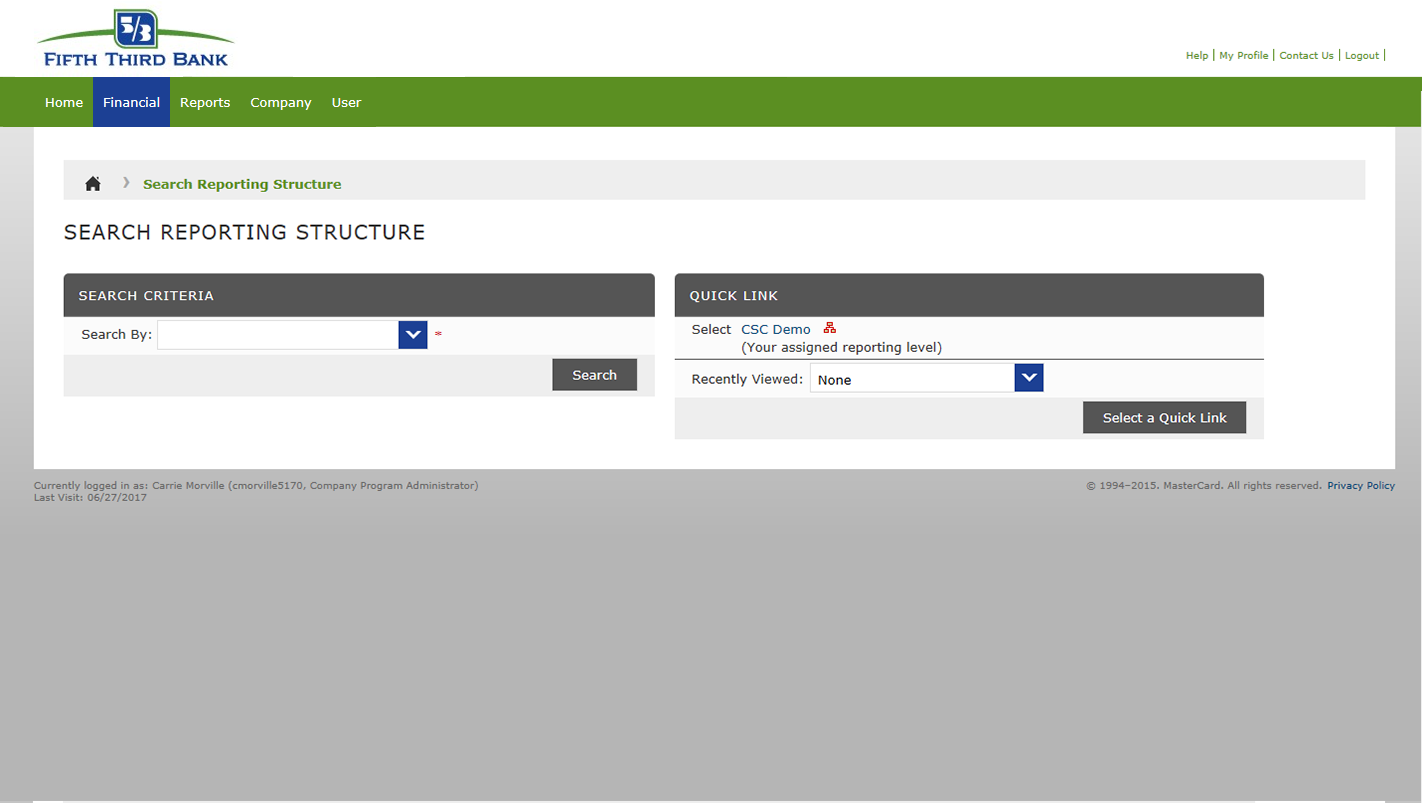 5/3
FIFTH THIRD BANK
Help | My Profile | Contact Us | Logout |
Home Financial Reports Company User
Search Reporting Structure
SEARCH REPORTING STRUCTURE
SEARCH CRITERIA
Search By: *
Search
QUICK LINK
Select CSC Demo
(Your assigned reporting level)
Recently Viewed: None
Select a Quick Link
Currently logged in as: Carrie Morville (cmorville5170, Company Program Administrator)
Last Visit: 06/27/2017
© 1994–2015. MasterCard. All rights reserved. Privacy Policy